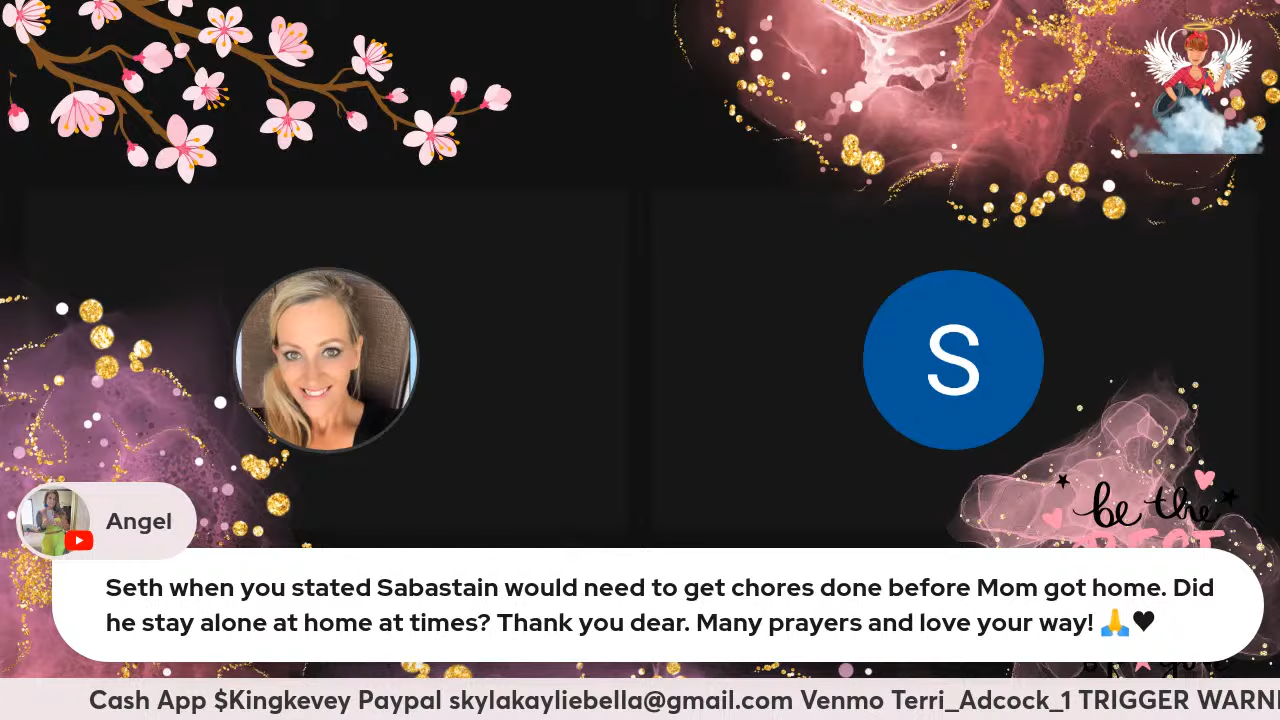 S
be the
Angel
Seth when you stated Sabastain would need to get chores done before Mom got home. Did
he stay alone at home at times? Thank you dear. Many prayers and love your way! 🙏♥
Cash App $Kingkevey Paypal skylakayliebella@gmail.com Venmo Terri_Adcock_1 TRIGGER